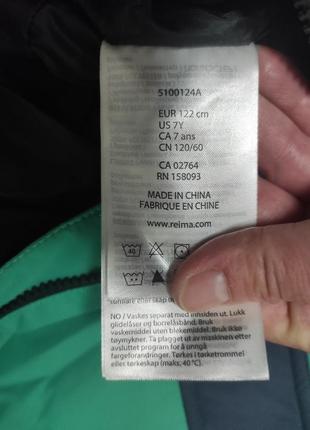 5100124A
EUR 122 cm
US 7Y
CA 7 ans
CN 120/60
CA 02764
RN 158093
MADE IN CHINA
FABRIQUE EN CHINE
www.reima.com
40
NO / Vaskes separat med innsiden ut. Lukk
glidelåser og borrelåsbånd. Bruk
vaskemiddel uten blekemiddel. Bruk ikke
tøymykner. Ta plagget ut av maskinen etter
avsluttet program for å unngå
fargeforandringer. Tørkes i tørketrommel
eller tørkeskap (maks. 40 °C).